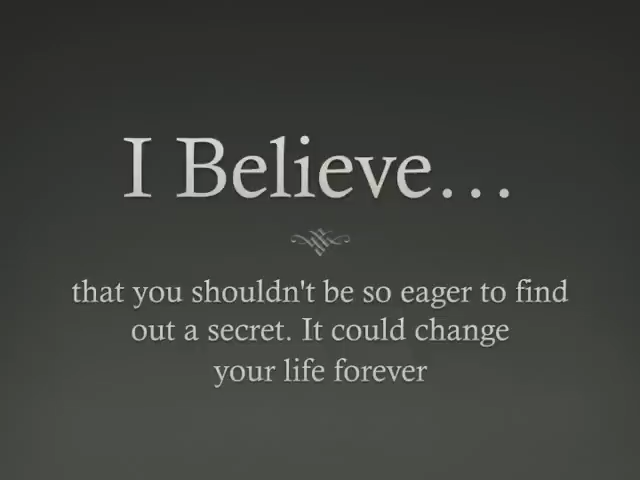 I Believe...
that you shouldn't be so eager to find
out a secret. It could change
your life forever